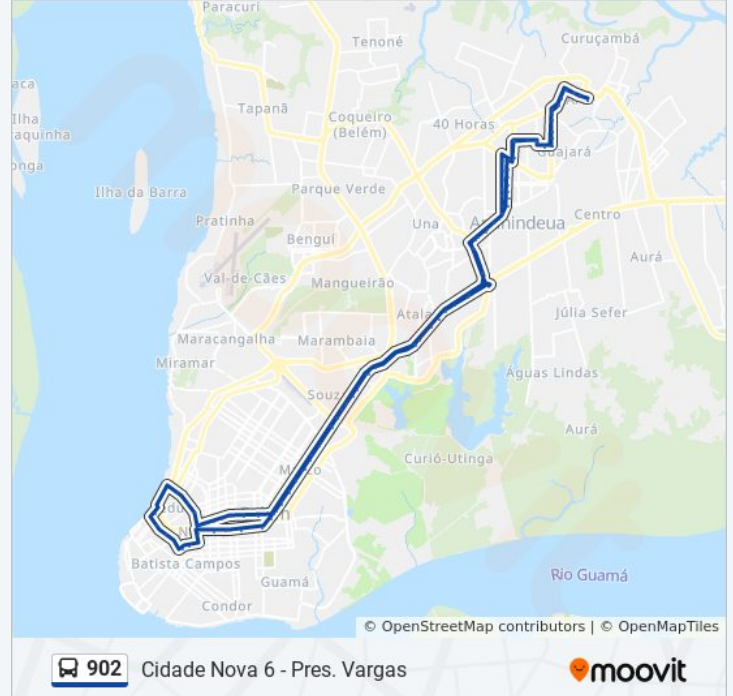 Paracuri
Tenoné
Curuçambá
aca
Tapanã
Ilha
Coqueiro
(Belém)
40 Horas
aquinha
Guajará
onga
Ilha da Barra
Parque Verde
Pratinha
Una
Centro
Benguí
Aurá
Val-de-Cães
Mangueirão
Atala
Júlia Sefer
Maracangalha
Marambaia
Miramar
Águas Lindas
Souz
Aurá
Curió-Utinga
Batista Campos
Rio Guamá
Guamá
Condor
© OpenStreetMap contributors | © OpenMapTiles
902 Cidade Nova 6 - Pres. Vargas
moovit